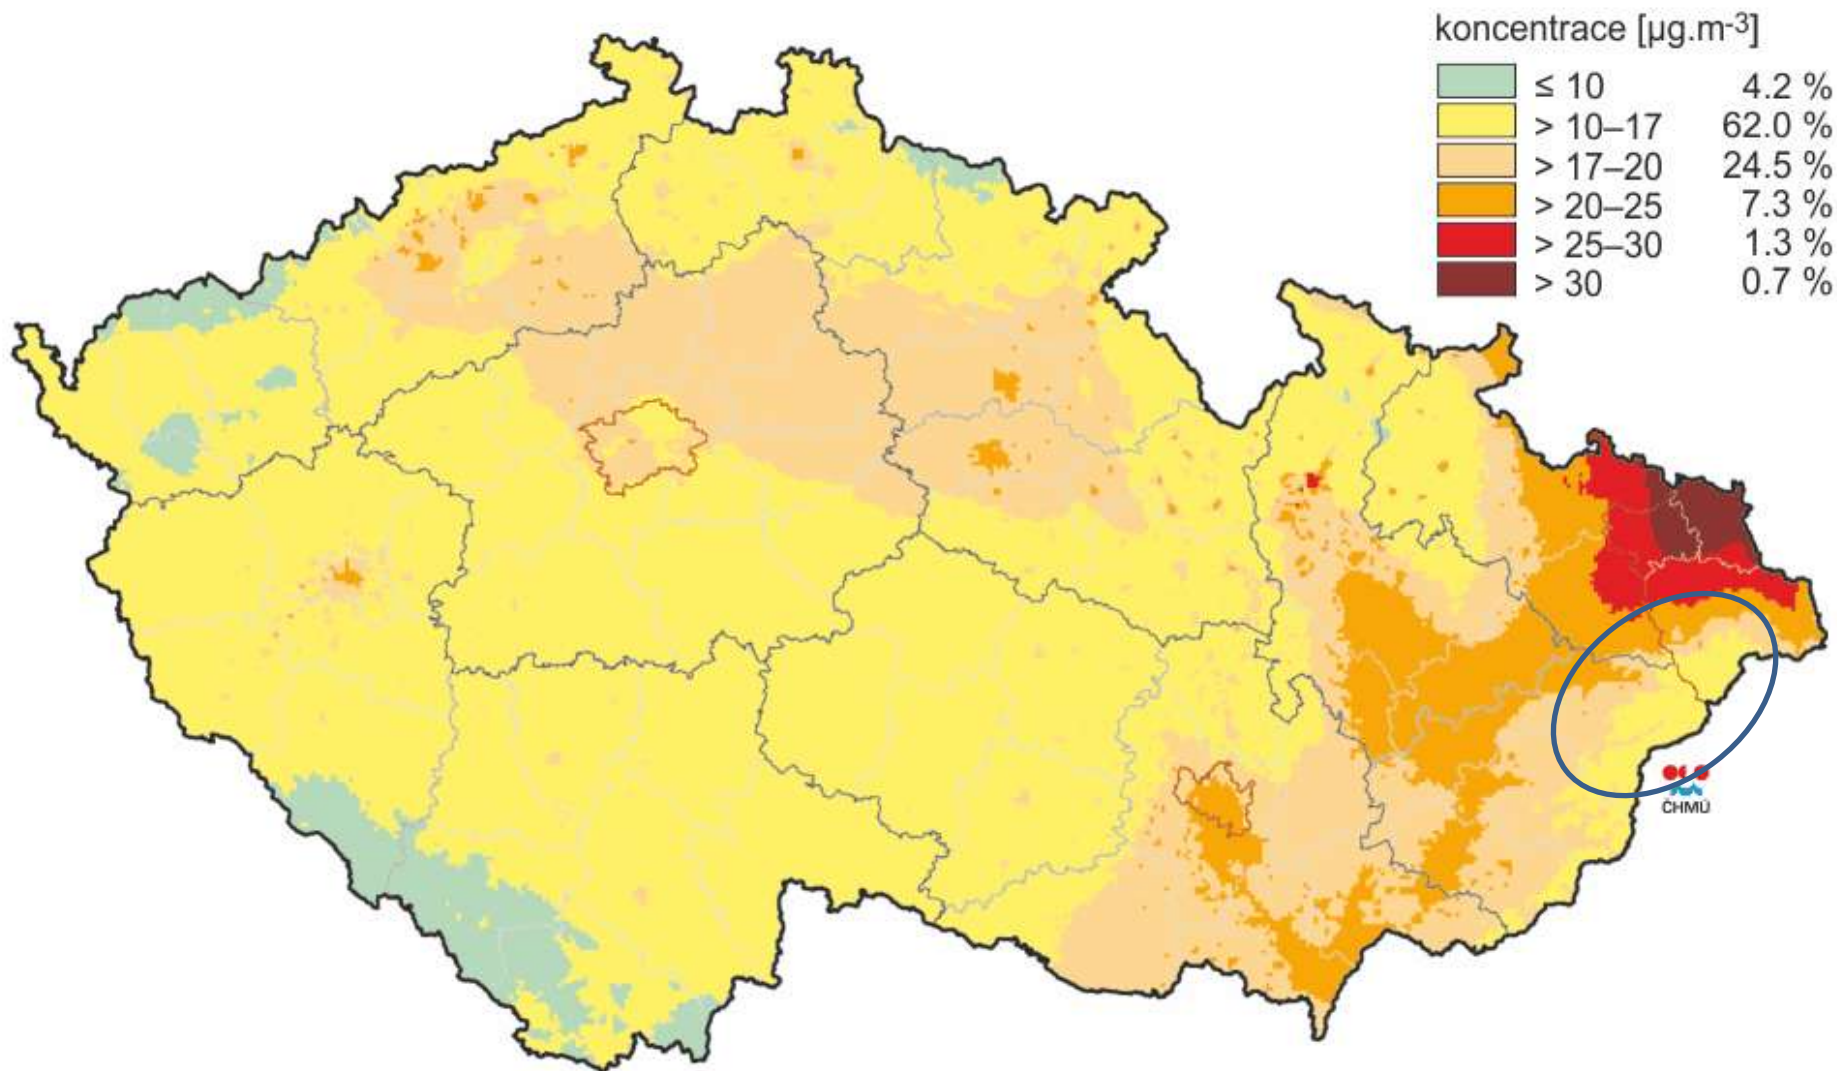 koncentrace [µg.m-3]
≤ 10 4.2 %
> 10–17 62.0 %
> 17–20 24.5 %
> 20–25 7.3 %
> 25–30 1.3 %
> 30 0.7 %
ČHMÚ